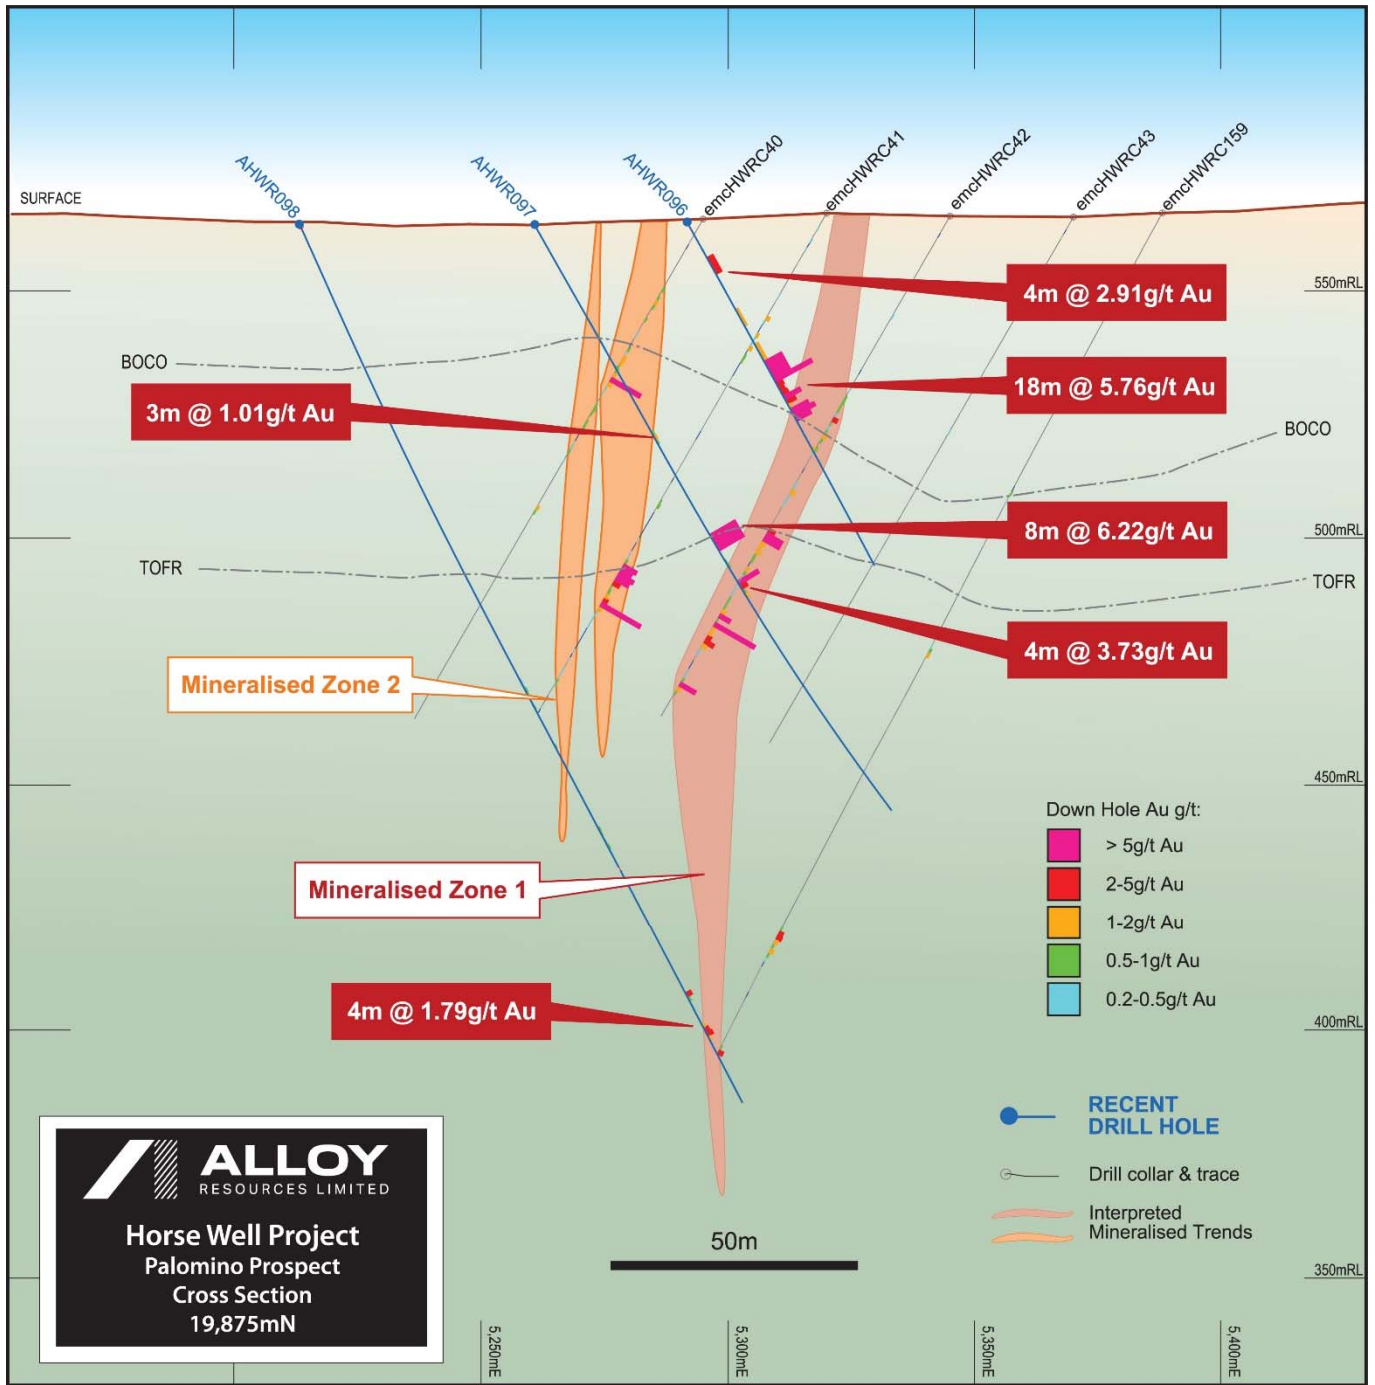 AHWR098
AHWR097
AHWR096
emcHWRC40
emcHWRC41
emcHWRC42
emcHWRC43
emcHWRC159
SURFACE
4m @ 2.91g/t Au
550mRL
BOCO
18m @ 5.76g/t Au
3m @ 1.01g/t Au
BOCO
8m @ 6.22g/t Au
500mRL
TOFR
TOFR
4m @ 3.73g/t Au
Mineralised Zone 2
450mRL
Down Hole Au g/t:
> 5g/t Au
2-5g/t Au
1-2g/t Au
0.5-1g/t Au
0.2-0.5g/t Au
Mineralised Zone 1
4m @ 1.79g/t Au
400mRL
RECENT
DRILL HOLE
Drill collar & trace
Interpreted
Mineralised Trends
ALLOY
RESOURCES LIMITED
Horse Well Project
Palomino Prospect
Cross Section
19,875mN
50m
350mRL
5,250mE
5,300mE
5,350mE
5,400mE